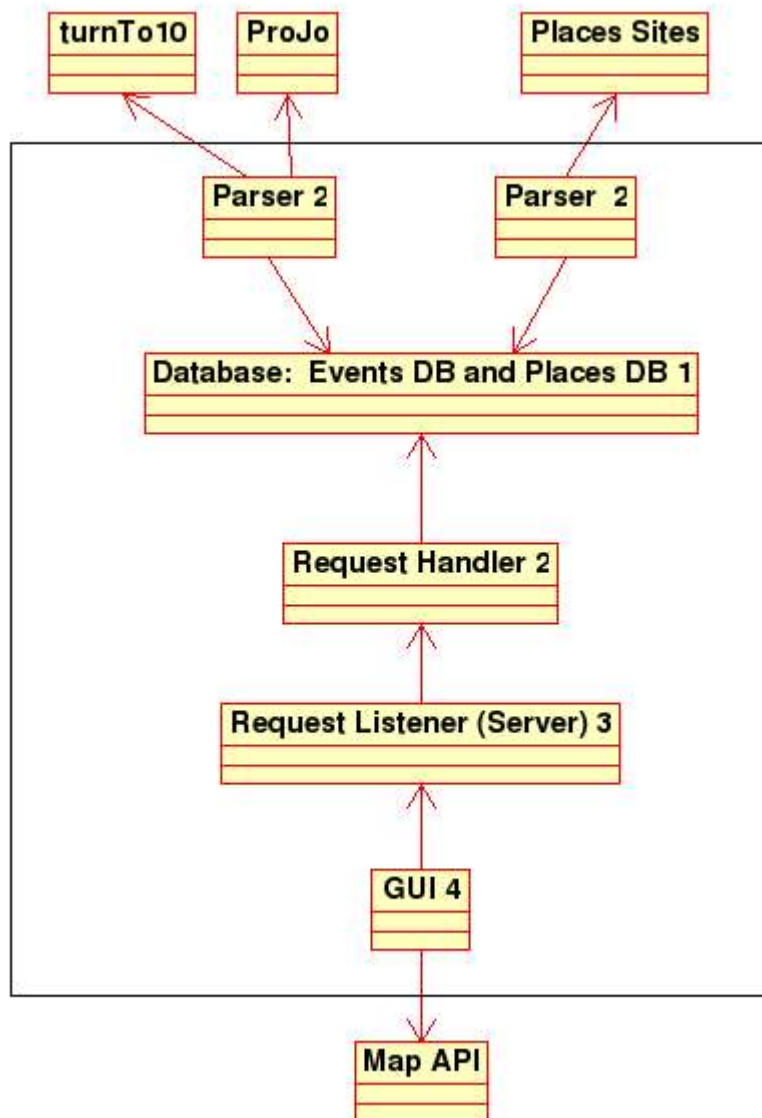 turnTo10
ProJo
Places Sites
Parser 2
Parser  2
Database:  Events DB and Places DB 1
Request Handler 2
Request Listener (Server) 3
GUI 4
Map API